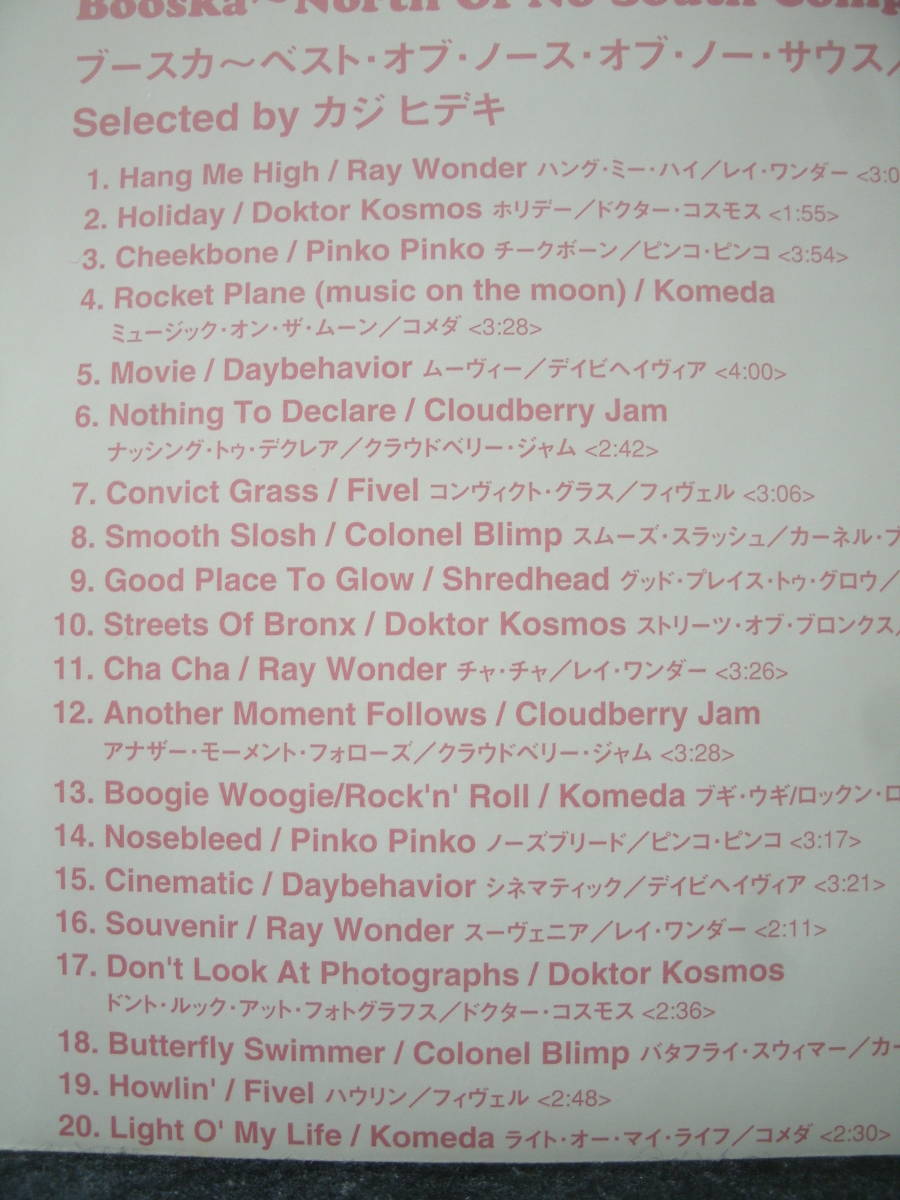 Booska～North Of No South Comp
ブースカ～ベスト・オブ・ノース・オブ・ノー・サウス／
Selected by カジ ヒデキ
1. Hang Me High / Ray Wonder ハング・ミー・ハイ／レイ・ワンダー <3:0
2. Holiday / Doktor Kosmos ホリデー／ドクター・コスモス <1:55>
3. Cheekbone / Pinko Pinko チークボーン／ピンコ・ピンコ <3:54>
4. Rocket Plane (music on the moon) / Komeda
ミュージック・オン・ザ・ムーン／コメダ <3:28>
5. Movie / Daybehavior ムーヴィー／デイビヘイヴィア <4:00>
6. Nothing To Declare / Cloudberry Jam
ナッシング・トゥ・デクレア／クラウドベリー・ジャム <2:42>
7. Convict Grass / Fivel コンヴィクト・グラス／フィヴェル <3:06>
8. Smooth Slosh / Colonel Blimp スムーズ・スラッシュ／カーネル・ブ
9. Good Place To Glow / Shredhead グッド・プレイス・トゥ・グロウ／
10. Streets Of Bronx / Doktor Kosmos ストリーツ・オブ・ブロンクス／
11. Cha Cha / Ray Wonder チャ・チャ／レイ・ワンダー <3:26>
12. Another Moment Follows / Cloudberry Jam
アナザー・モーメント・フォローズ／クラウドベリー・ジャム <3:28>
13. Boogie Woogie/Rock'n' Roll / Komeda ブギ・ウギ/ロックン・ロ
14. Nosebleed / Pinko Pinko ノーズブリード／ピンコ・ピンコ <3:17>
15. Cinematic / Daybehavior シネマティック／デイビヘイヴィア <3:21>
16. Souvenir / Ray Wonder スーヴェニア／レイ・ワンダー <2:11>
17. Don't Look At Photographs / Doktor Kosmos
ドント・ルック・アット・フォトグラフス／ドクター・コスモス <2:36>
18. Butterfly Swimmer / Colonel Blimp バタフライ・スウィマー／カー
19. Howlin' / Fivel ハウリン／フィヴェル <2:48>
20. Light O' My Life / Komeda ライト・オー・マイ・ライフ／コメダ <2:30>